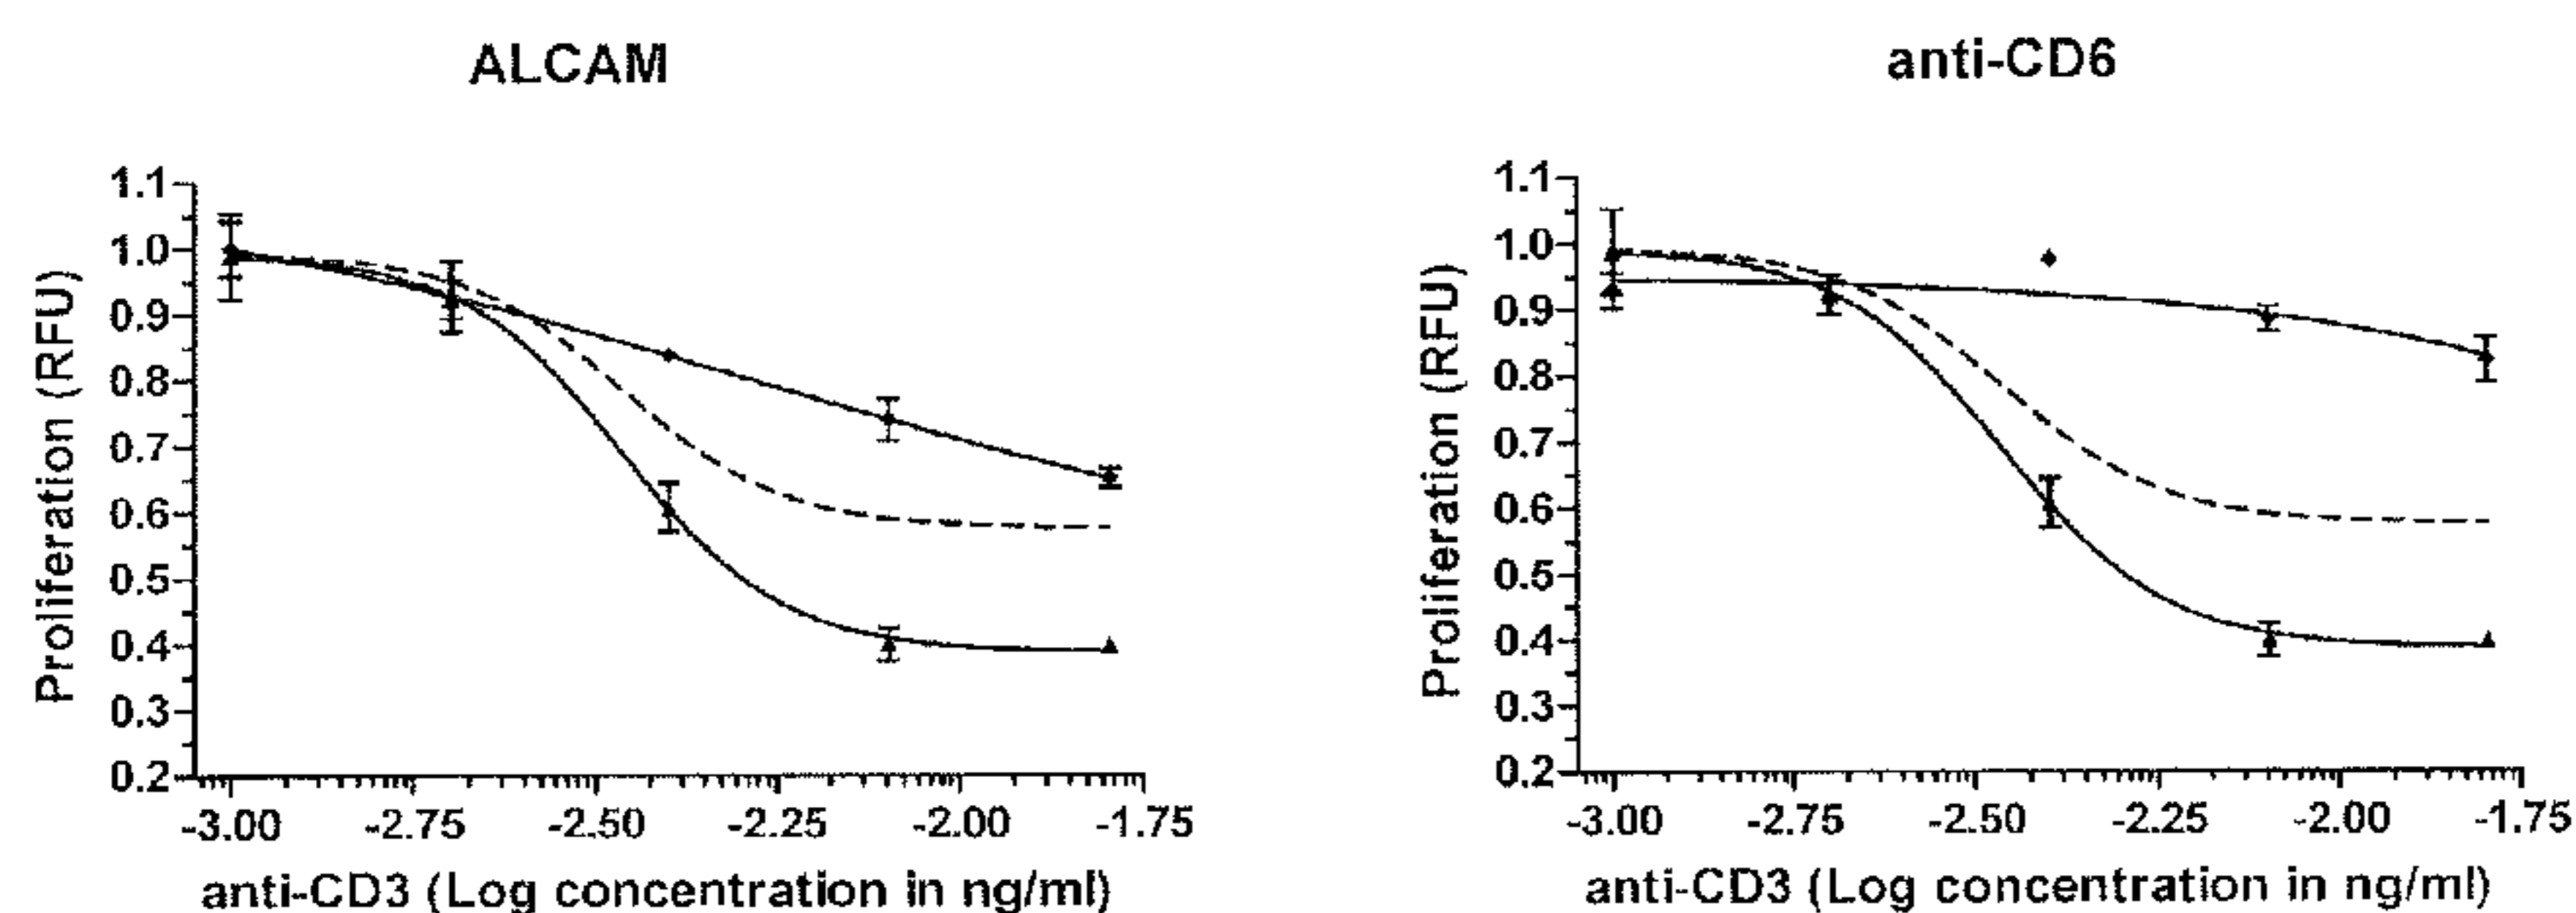 ALCAM
Proliferation (RFU)
1.1
1.0
0.9
0.8
0.7
0.6
0.5
0.4
0.3
0.2
-3.00 -2.75 -2.50 -2.25 -2.00 -1.75
anti-CD3 (Log concentration in ng/ml)
anti-CD6
Proliferation (RFU)
1.1
1.0
0.9
0.8
0.7
0.6
0.5
0.4
0.3
0.2
-3.00 -2.75 -2.50 -2.25 -2.00 -1.75
anti-CD3 (Log concentration in ng/ml)